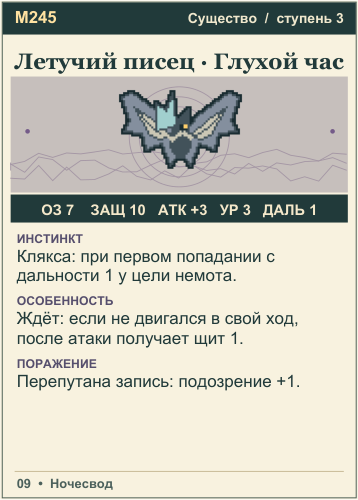 M245
Существо / ступень 3
Летучий писец · Глухой час
ОЗ 7 ЗАЩ 10 АТК +3 УР 3 ДАЛЬ 1
ИНСТИНКТ
Клякса: при первом попадании с
дальности 1 у цели немота.
ОСОБЕННОСТЬ
Ждёт: если не двигался в свой ход,
после атаки получает щит 1.
ПОРАЖЕНИЕ
Перепутана запись: подозрение +1.
09 • Ночесвод